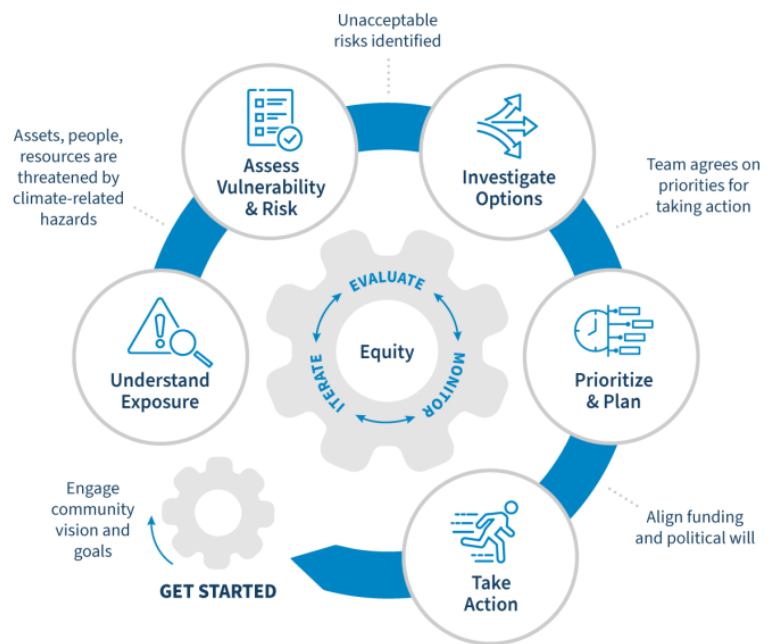 Unacceptable
risks identified
Assess
Vulnerability
& Risk
Investigate
Options
Assets, people,
resources are
threatened by
climate-related
hazards
Team agrees on
priorities for
taking action
EVALUATE
Equity
ITERATE
MONITOR
Understand
Exposure
Prioritize
& Plan
Engage
community
vision and
goals
GET STARTED
Align funding
and political will
Take
Action